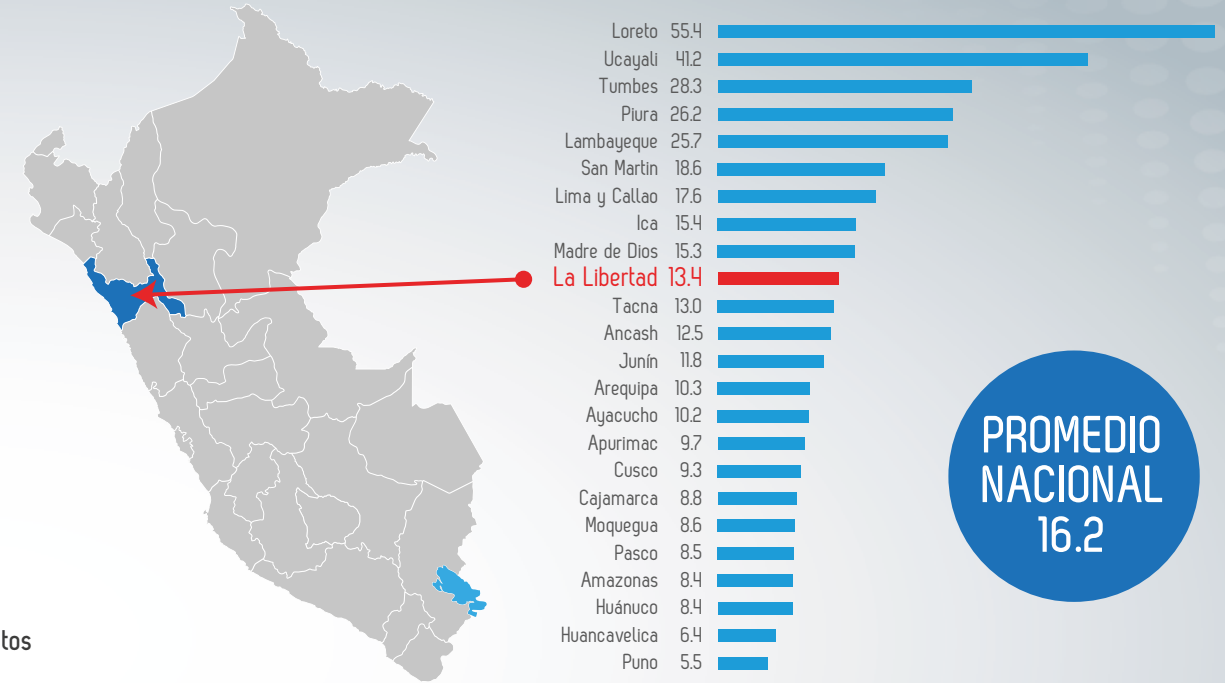 Loreto 55.4
Ucayali 41.2
Tumbes 28.3
Piura 26.2
Lambayeque 25.7
San Martin 18.6
Lima y Callao 17.6
Ica 15.4
Madre de Dios 15.3
La Libertad 13.4
Tacna 13.0
Ancash 12.5
Junín 11.8
Arequipa 10.3
Ayacucho 10.2
Apurimac 9.7
Cusco 9.3
Cajamarca 8.8
Moquegua 8.6
Pasco 8.5
Amazonas 8.4
Huánuco 8.4
Huancavelica 6.4
Puno 5.5
PROMEDIO
NACIONAL
16.2
tos